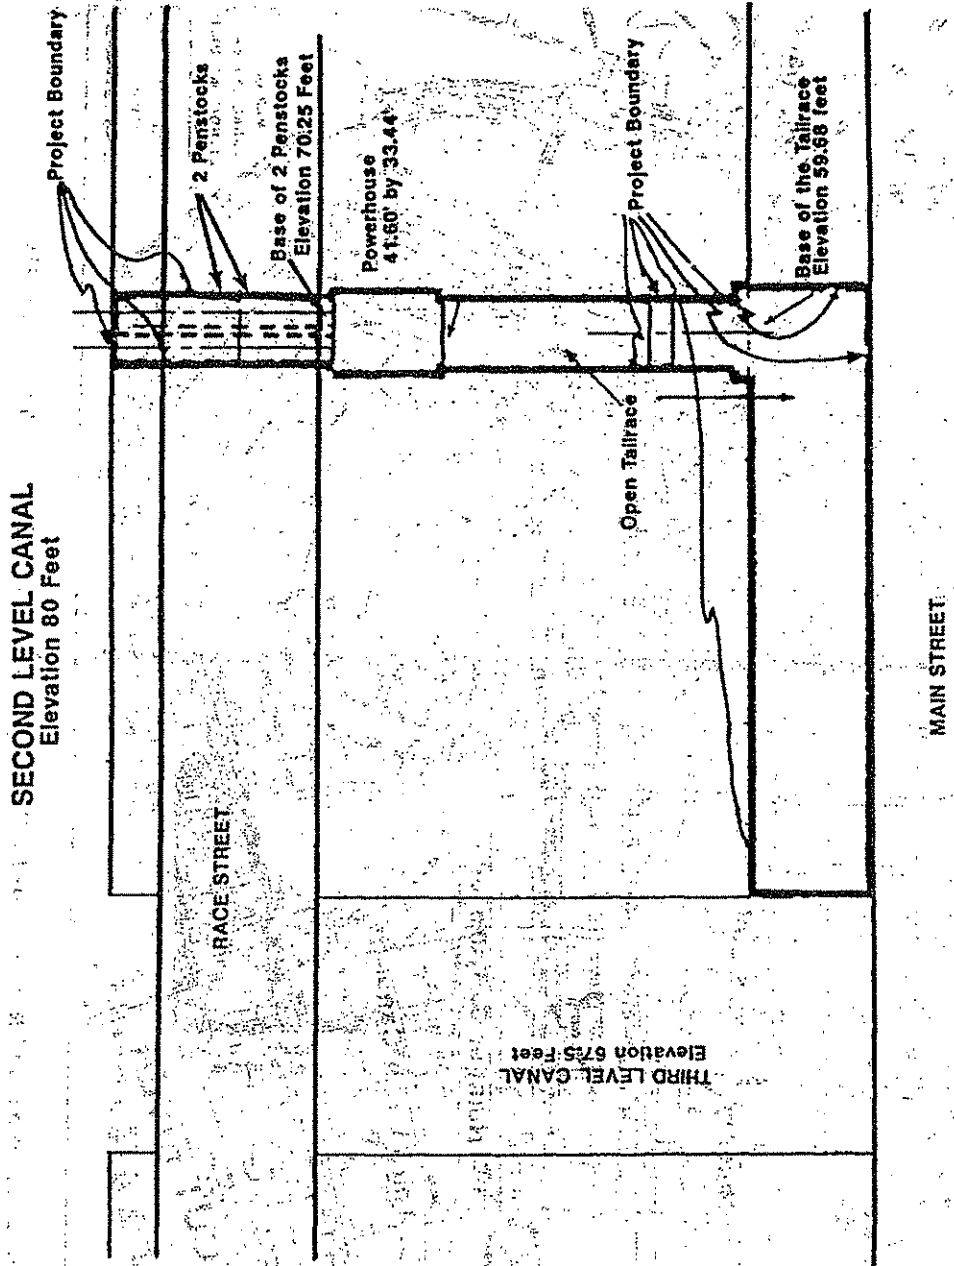 SECOND LEVEL CANAL
Elevation 80 Feet
Project Boundary
2 Penstocks
Base of 2 Penstocks
Elevation 70.25 Feet
Powerhouse
41.60' by 33.44'
Project Boundary
Base of the Tailrace
Elevation 59.68 feet
Open Tailrace
RACE STREET
THIRD LEVEL CANAL
Elevation 67.5 Feet
MAIN STREET